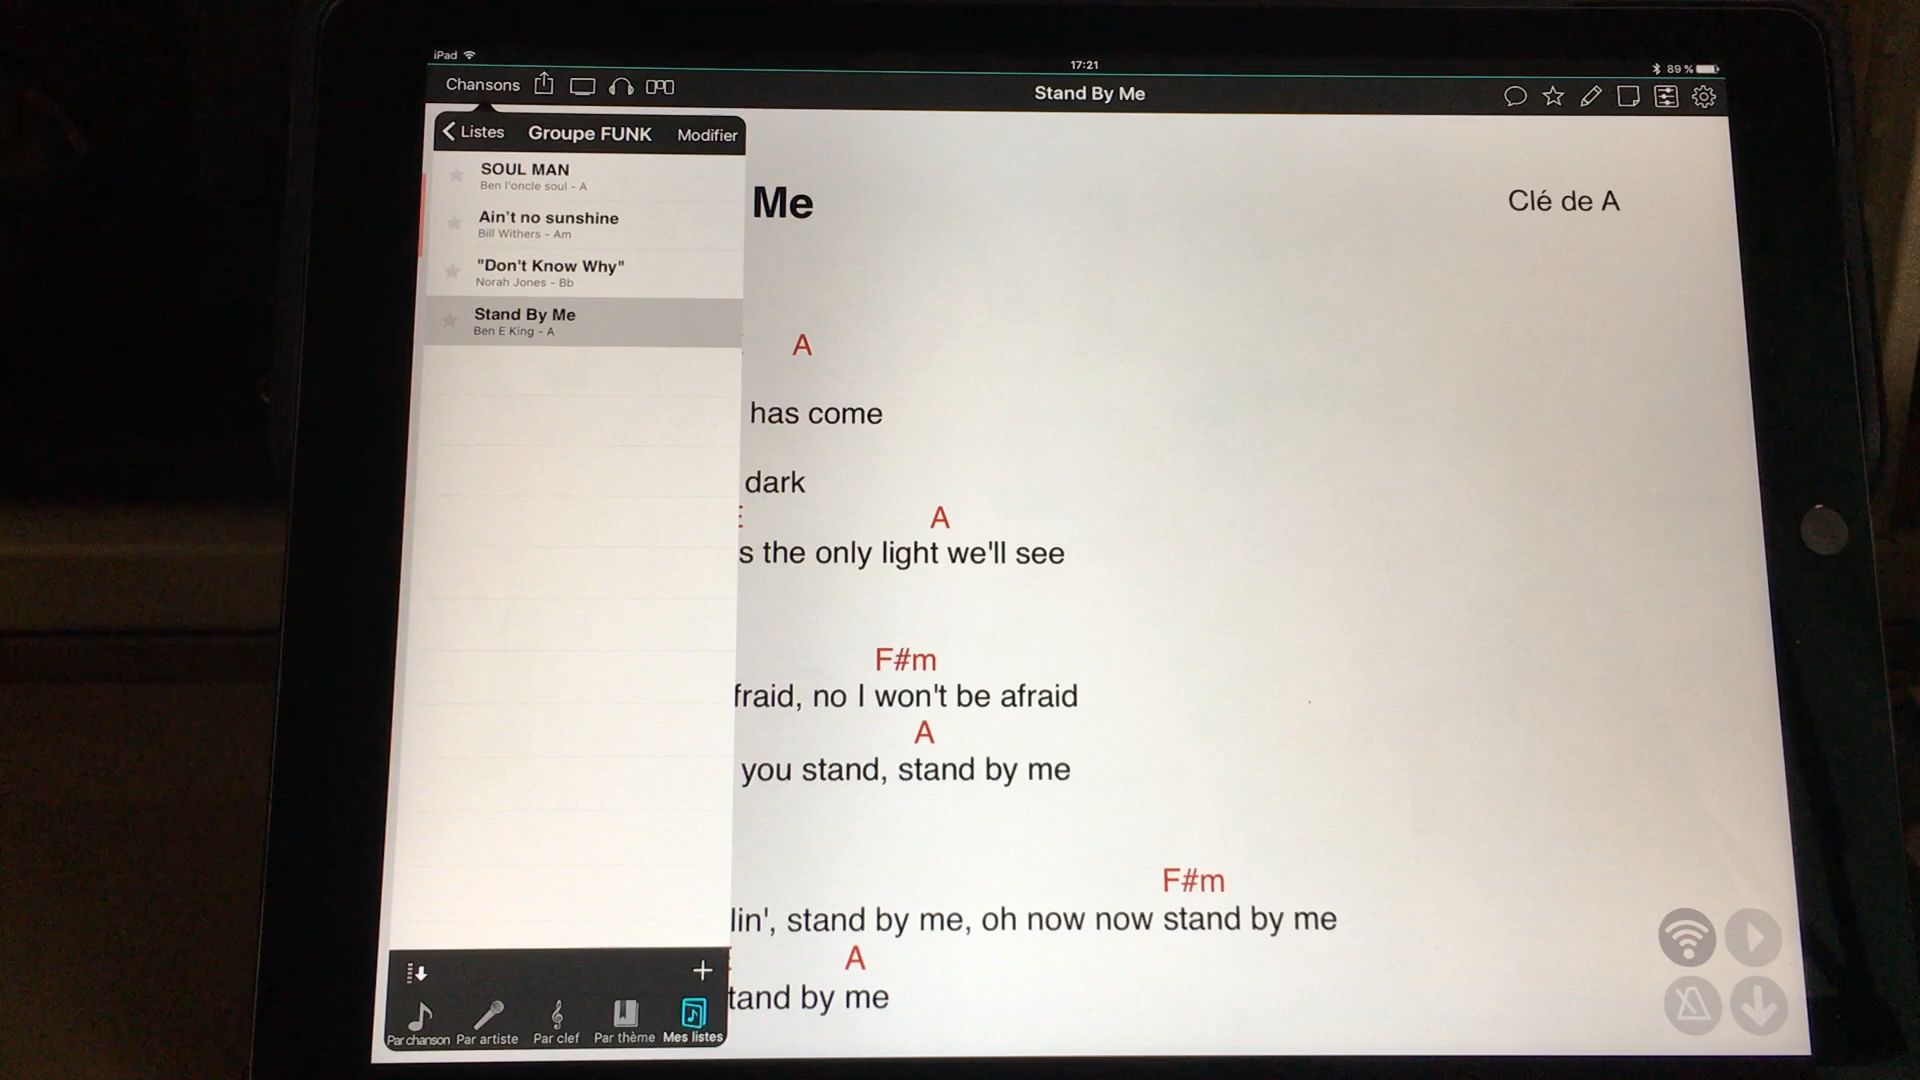 iPad
17:21
89 %
Chansons
Stand By Me
Listes
Groupe FUNK
Modifier
SOUL MAN
Ben l'oncle soul - A
Ain't no sunshine
Bill Withers - Am
"Don't Know Why"
Norah Jones - Bb
Stand By Me
Ben E King - A
Me
Clé de A
A
has come
dark
A
s the only light we'll see
F#m
fraid, no I won't be afraid
A
you stand, stand by me
F#m
lin', stand by me, oh now now stand by me
A
tand by me
Par chanson
Par artiste
Par clef
Par thème
Mes listes